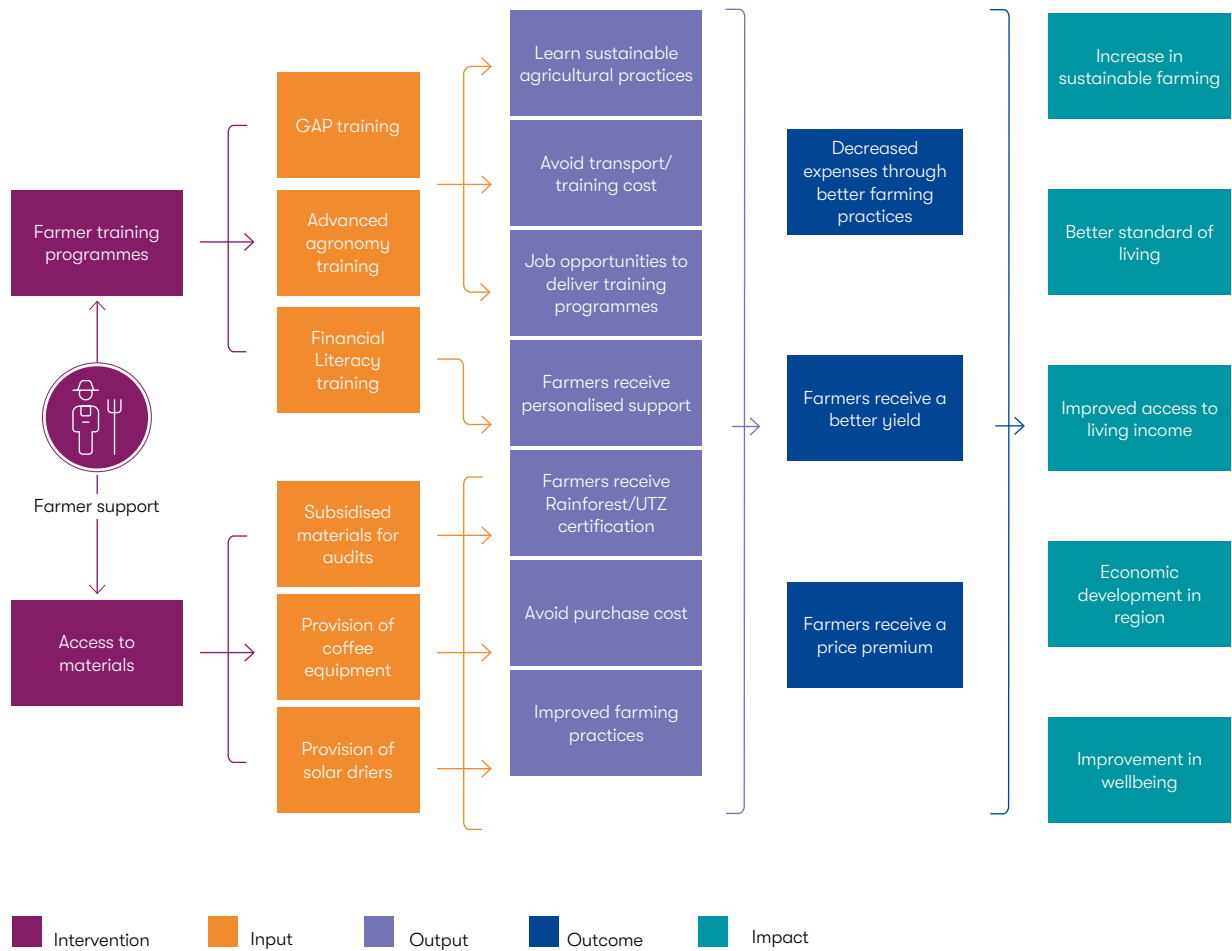 Farmer training
programmes
Farmer support
Access to
materials
GAP training
Advanced
agronomy
training
Financial
Literacy
training
Subsidised
materials for
audits
Provision of
coffee
equipment
Provision of
solar driers
Learn sustainable
agricultural practices
Avoid transport/
training cost
Job opportunities to
deliver training
programmes
Farmers receive
personalised support
Farmers receive
Rainforest/UTZ
certification
Avoid purchase cost
Improved farming
practices
Decreased
expenses through
better farming
practices
Farmers receive a
better yield
Farmers receive a
price premium
Increase in
sustainable farming
Better standard of
living
Improved access to
living income
Economic
development in
region
Improvement in
wellbeing
Intervention
Input
Output
Outcome
Impact